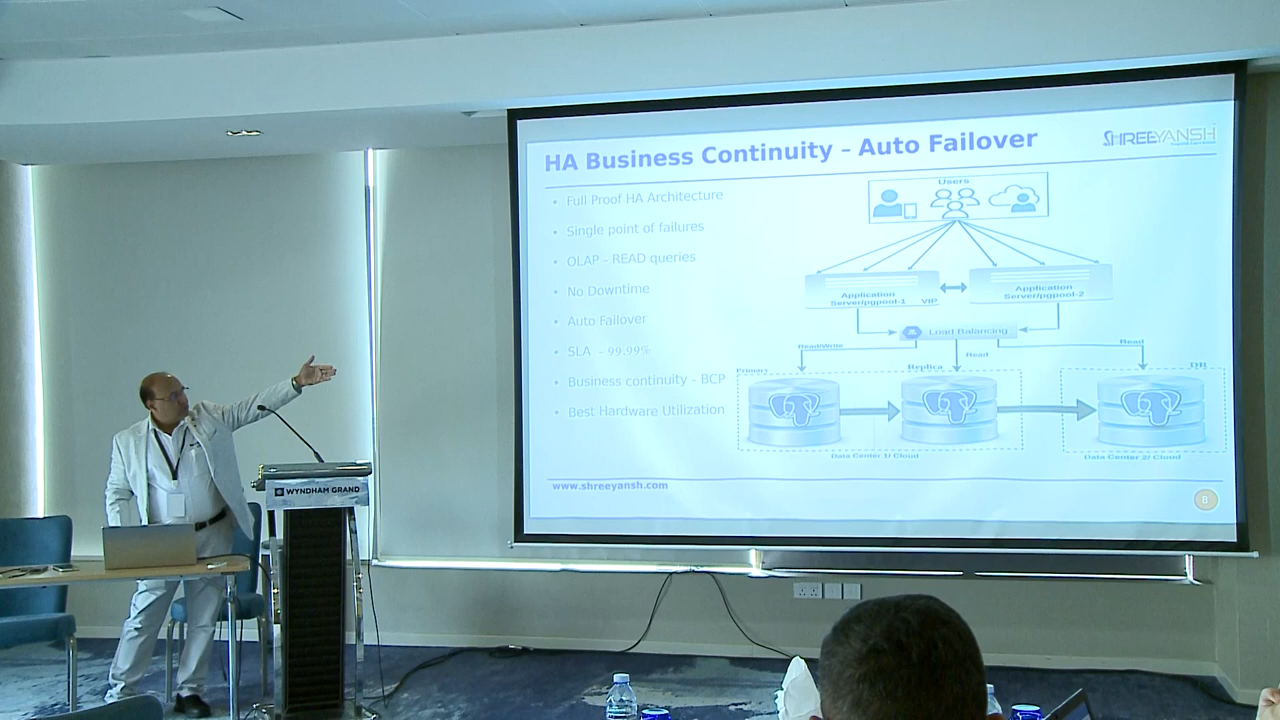 HA Business Continuity – Auto Failover
SHREEYANSH
• Full Proof HA Architecture
• Single point of failures
• OLAP – READ queries
• No Downtime
• Auto Failover
• SLA – 99.99%
• Business continuity – BCP
• Best Hardware Utilization
Users
Application
Server/pgpool-1
VIP
Application
Server/pgpool-2
Load Balancing
Read/Write
Read
Read
Primary
Replica
DR
Data Center 1/ Cloud
Data Center 2/ Cloud
www.shreeyansh.com
8
WYNDHAM GRAND